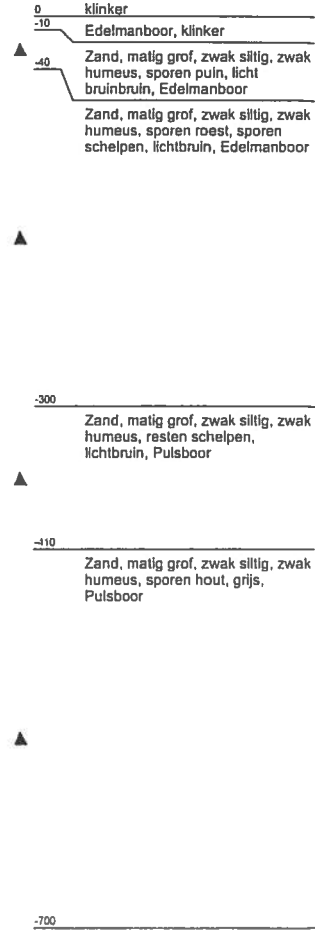 0 klinker
-10
Edelmanboor, klinker
-40
Zand, matig grof, zwak siltig, zwak
humeus, sporen puin, licht
bruinbruin, Edelmanboor
Zand, matig grof, zwak siltig, zwak
humeus, sporen roest, sporen
schelpen, lichtbruin, Edelmanboor
-300
Zand, matig grof, zwak siltig, zwak
humeus, resten schelpen,
lichtbruin, Pulsboor
-410
Zand, matig grof, zwak siltig, zwak
humeus, sporen hout, grijs,
Pulsboor
-700